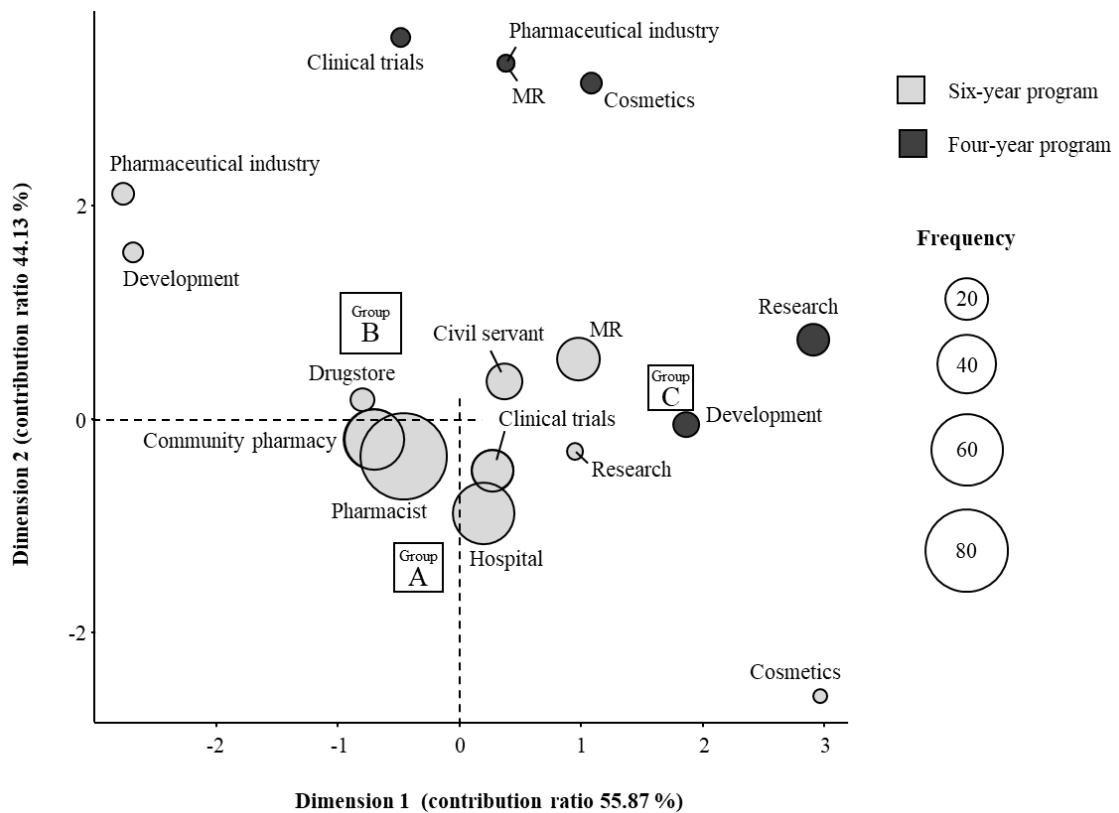 Clinical trials
Pharmaceutical industry
MR
Cosmetics
Six-year program
Four-year program
Pharmaceutical industry
Development
2
Frequency
20
40
60
80
Group
B
Civil servant
MR
Research
Drugstore
Group
C
Development
0
Community pharmacy
Clinical trials
Research
Pharmacist
Hospital
Group
A
-2
Cosmetics
-2
-1
0
1
2
3
Dimension 2 (contribution ratio 44.13 %)
Dimension 1 (contribution ratio 55.87 %)